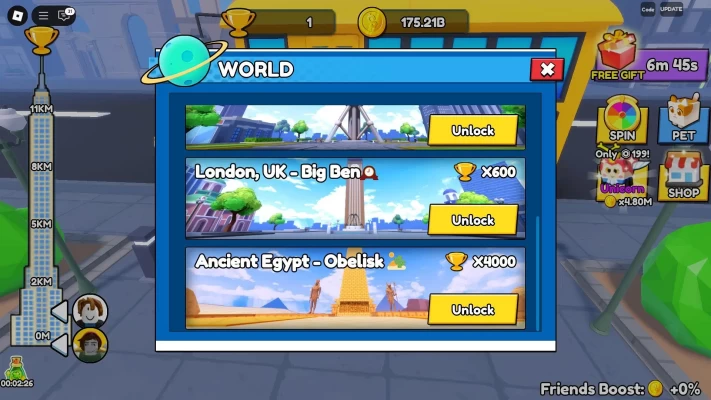 1
175.21B
Code
UPDATE
31
WORLD
FREE GIFT
6m 45s
11KM
Unlock
SPIN
PET
London, UK - Big Ben
X600
Only 199!
8KM
Unicorn
SHOP
x4.80M
Unlock
5KM
Ancient Egypt - Obelisk
X4000
2KM
Unlock
0M
00:02:26
Friends Boost: +0%